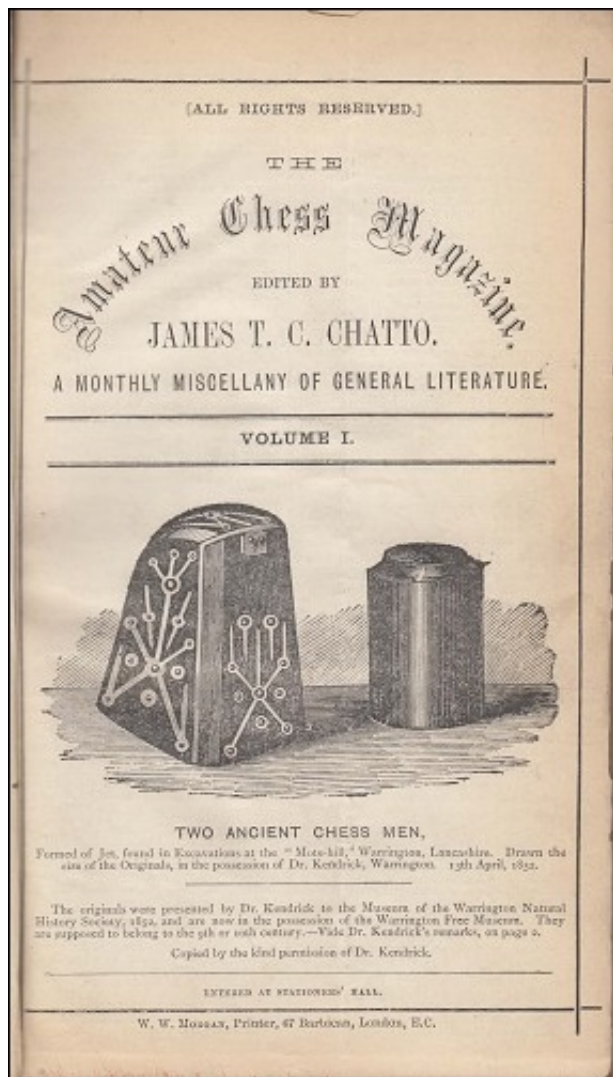 [ALL RIGHTS RESERVED.]
THE
Amateur Chess Magazine.
EDITED BY
JAMES T. C. CHATTO.
A MONTHLY MISCELLANY OF GENERAL LITERATURE.
VOLUME I.
TWO ANCIENT CHESS MEN,
Formed of Jet, found in Excavations at the "Mote-hill," Warrington, Lancashire. Drawn the
size of the Originals, in the possession of Dr. Kendrick, Warrington. 13th April, 1852.
The originals were presented by Dr. Kendrick to the Museum of the Warrington Natural
History Society, 1852, and are now in the possession of the Warrington Free Museum. They
are supposed to belong to the 9th or 10th century.—Vide Dr. Kendrick's remarks, on page 2.
Copied by the kind permission of Dr. Kendrick.
ENTERED AT STATIONERS' HALL.
W. W. MORGAN, Printer, 67 Barbican, London, E.C.